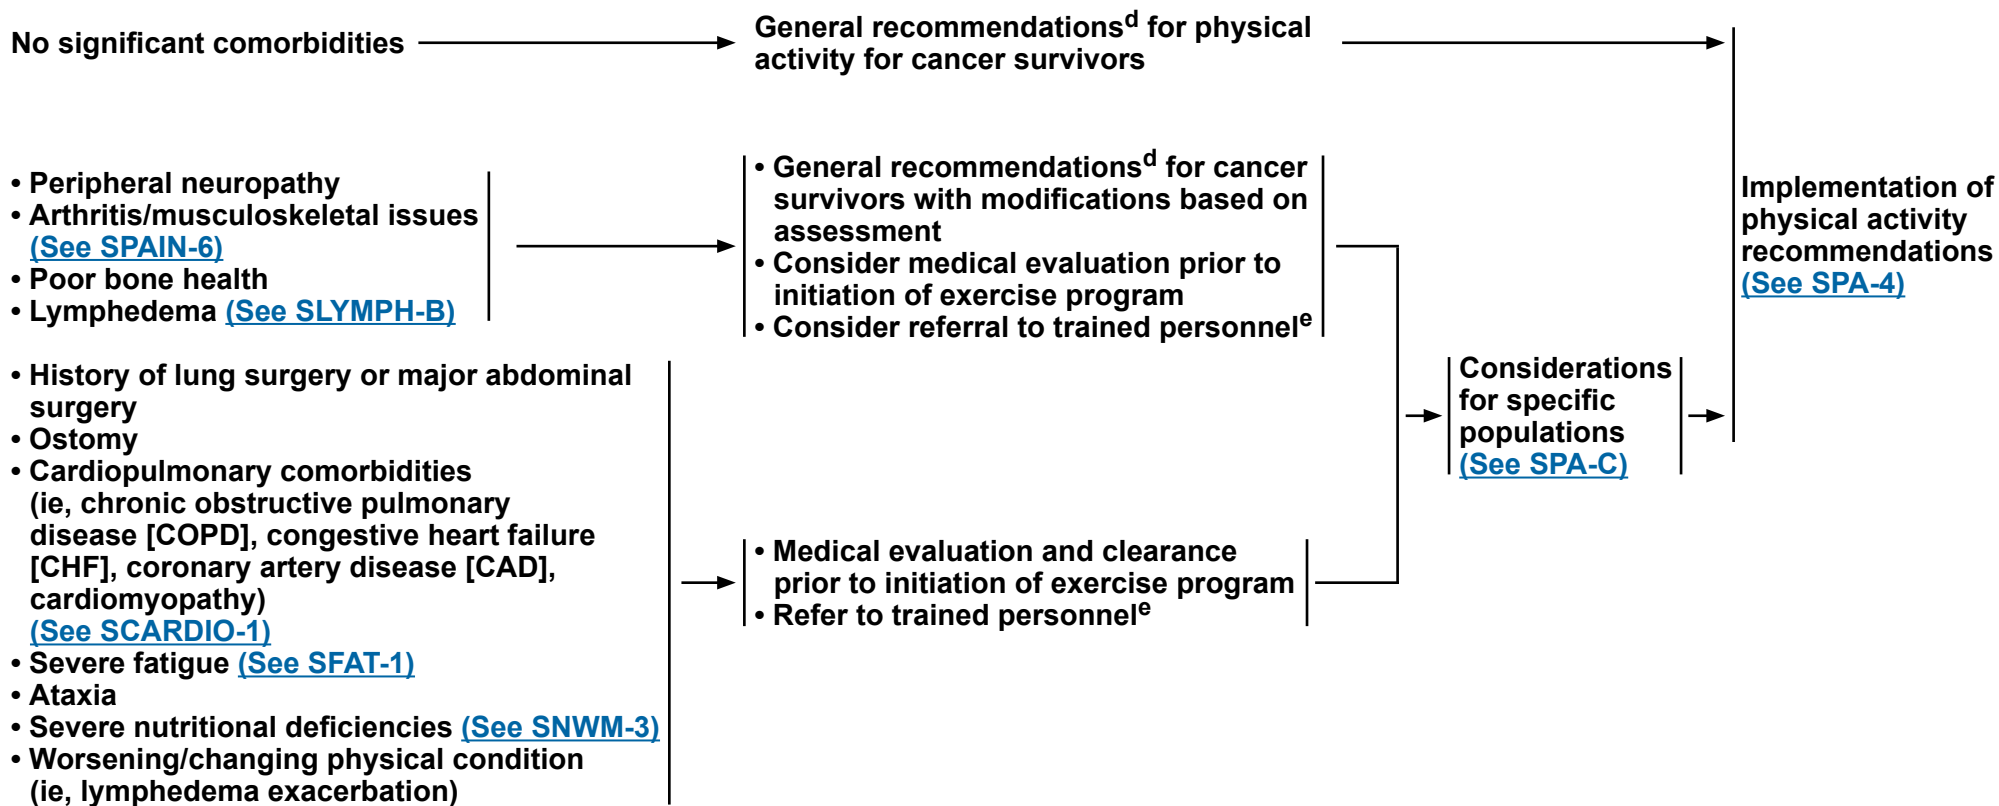 No significant comorbidities
General recommendationsᵈ for physical
activity for cancer survivors
• Peripheral neuropathy
• Arthritis/musculoskeletal issues
(See SPAIN-6)
• Poor bone health
• Lymphedema (See SLYMPH-B)
• General recommendationsᵈ for cancer
survivors with modifications based on
assessment
• Consider medical evaluation prior to
initiation of exercise program
• Consider referral to trained personnelᵉ
• History of lung surgery or major abdominal
surgery
• Ostomy
• Cardiopulmonary comorbidities
(ie, chronic obstructive pulmonary
disease [COPD], congestive heart failure
[CHF], coronary artery disease [CAD],
cardiomyopathy)
(See SCARDIO-1)
• Severe fatigue (See SFAT-1)
• Ataxia
• Severe nutritional deficiencies (See SNWM-3)
• Worsening/changing physical condition
(ie, lymphedema exacerbation)
• Medical evaluation and clearance
prior to initiation of exercise program
• Refer to trained personnelᵉ
Considerations
for specific
populations
(See SPA-C)
Implementation of
physical activity
recommendations
(See SPA-4)